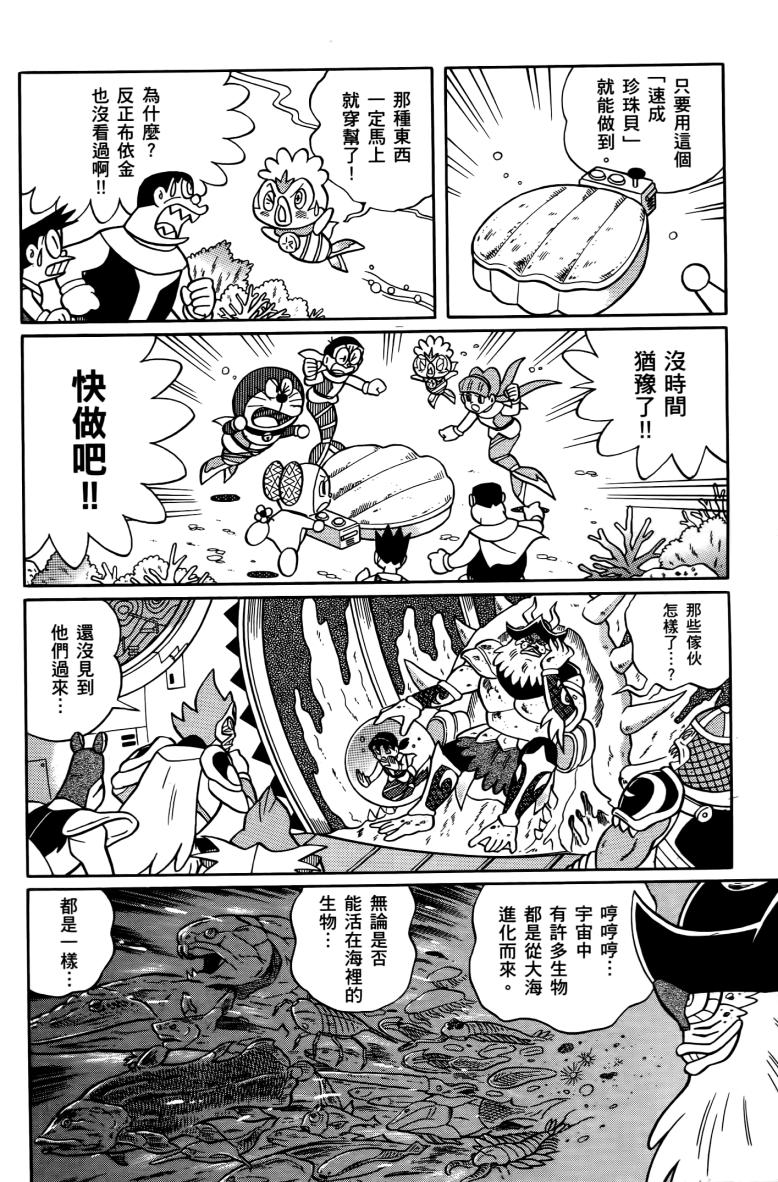 只要用這個
「速成
珍珠貝」
就能做到。
那種東西
一定馬上
就穿幫了！
為什麼？
反正布依金
也沒看過啊!!
沒時間
猶豫了!!
快做吧!!
那些傢伙
怎樣了…？
還沒見到
他們過來…
哼哼哼…
宇宙中
有許多生物
都是從大海
進化而來。
無論是否
能活在海裡的
生物…
都是一樣…